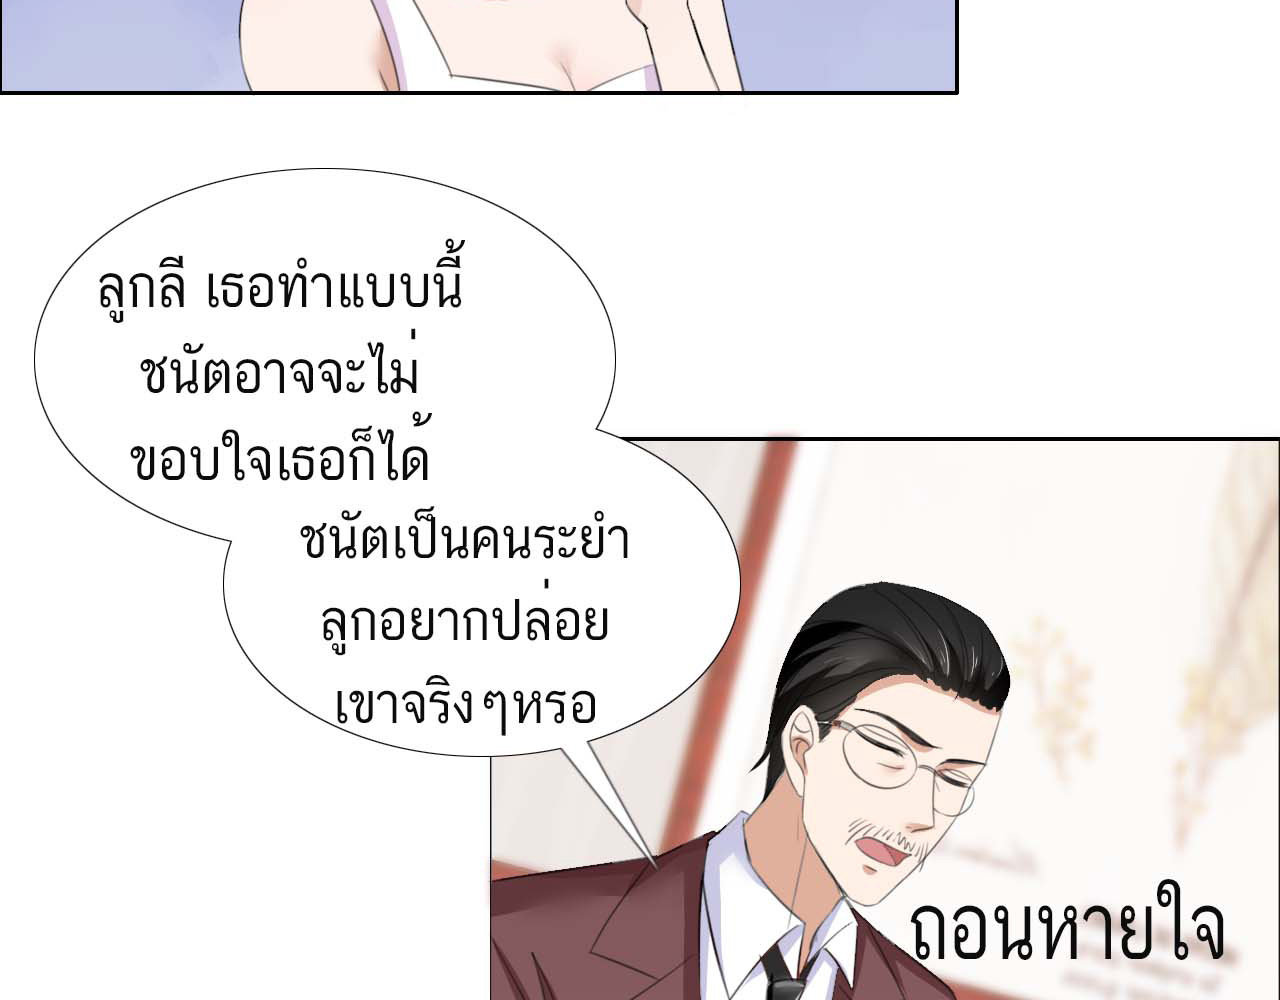 ลูกลี เธอทำแบบนี้
ชนัตอาจจะไม่
ขอบใจเธอก็ได้
ชนัตเป็นคนระยำ
ลูกอยากปล่อย
เขาจริงๆหรอ
ถอนหายใจ